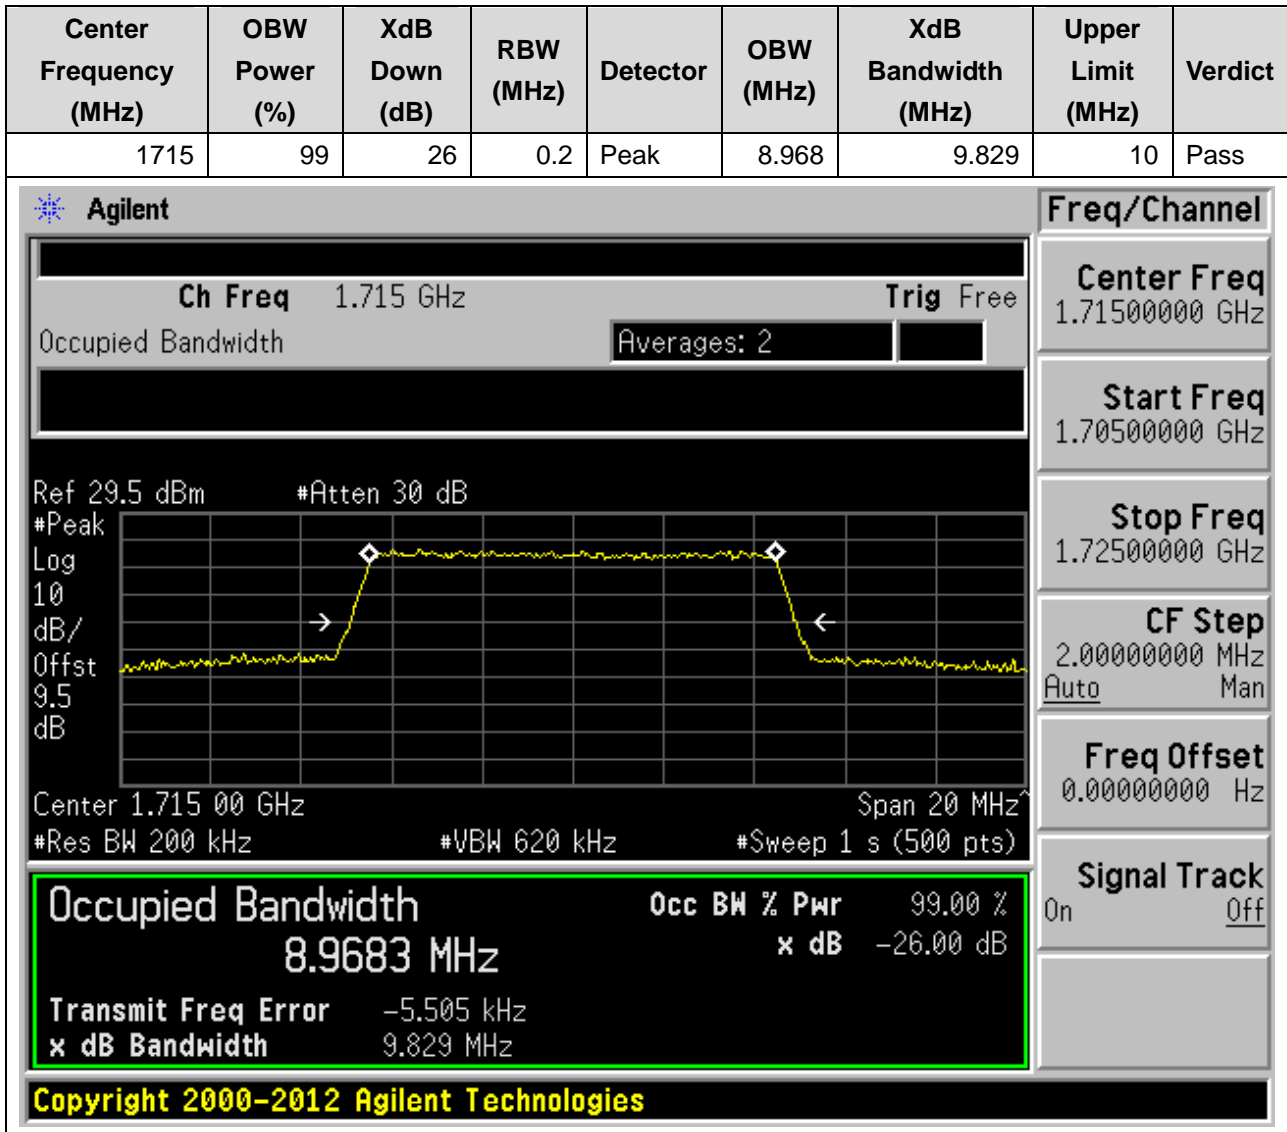 Center Frequency (MHz) OBW Power (%) XdB Down (dB) RBW (MHz) Detector OBW (MHz) XdB Bandwidth (MHz) Upper Limit (MHz) Verdict
1715 99 26 0.2 Peak 8.968 9.829 10 Pass
Agilent
Ch Freq 1.715 GHz Trig Free
Occupied Bandwidth Averages: 2
Ref 29.5 dBm #Atten 30 dB
#Peak
Log
10
dB/
Offst
9.5
dB
Center 1.715 00 GHz Span 20 MHz^
#Res BW 200 kHz #VBW 620 kHz #Sweep 1 s (500 pts)
Occupied Bandwidth Occ BW % Pwr 99.00 %
8.9683 MHz x dB -26.00 dB
Transmit Freq Error -5.505 kHz
x dB Bandwidth 9.829 MHz
Copyright 2000-2012 Agilent Technologies
Freq/Channel
Center Freq
1.71500000 GHz
Start Freq
1.70500000 GHz
Stop Freq
1.72500000 GHz
CF Step
2.00000000 MHz
Auto Man
Freq Offset
0.00000000 Hz
Signal Track
On Off